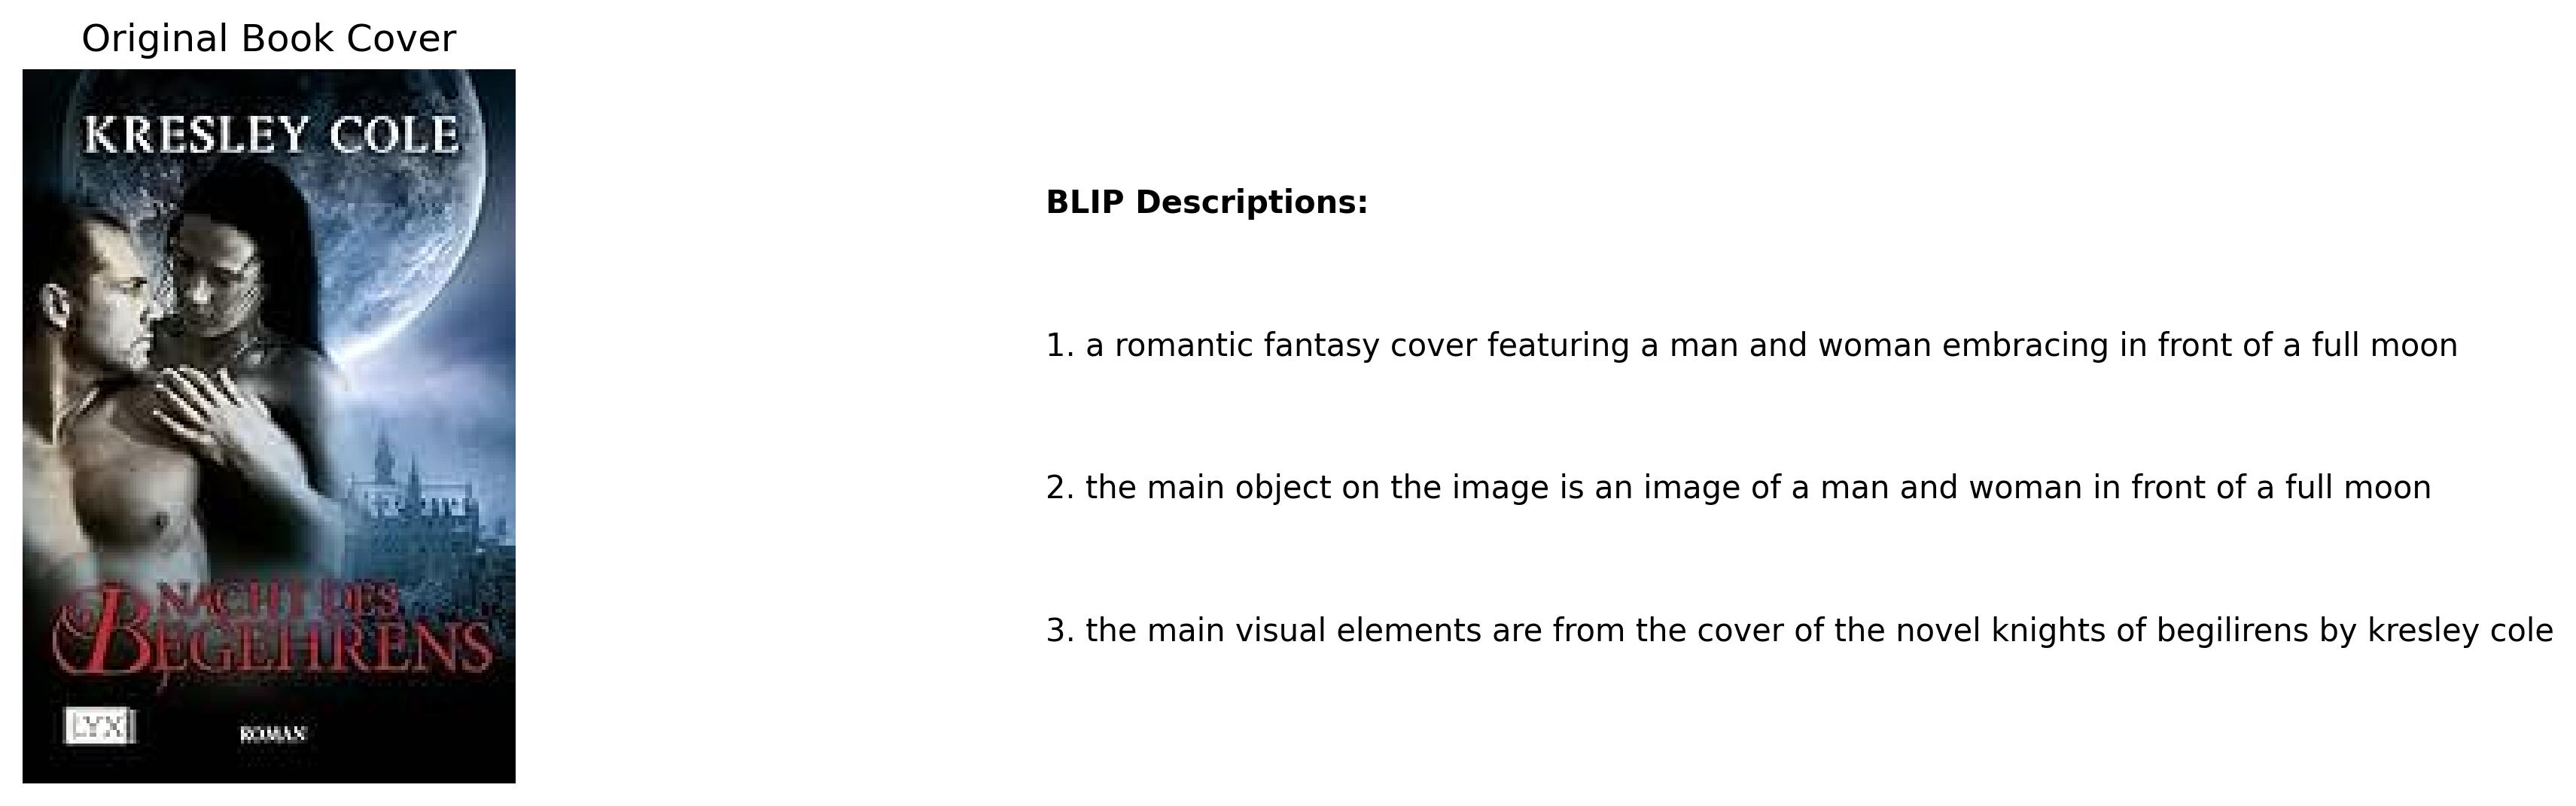 Original Book Cover
KRESLEY COLE
NACHT DES
BEGEHRENS
LYX
ROMAN
BLIP Descriptions:
1. a romantic fantasy cover featuring a man and woman embracing in front of a full moon
2. the main object on the image is an image of a man and woman in front of a full moon
3. the main visual elements are from the cover of the novel knights of begilirens by kresley cole